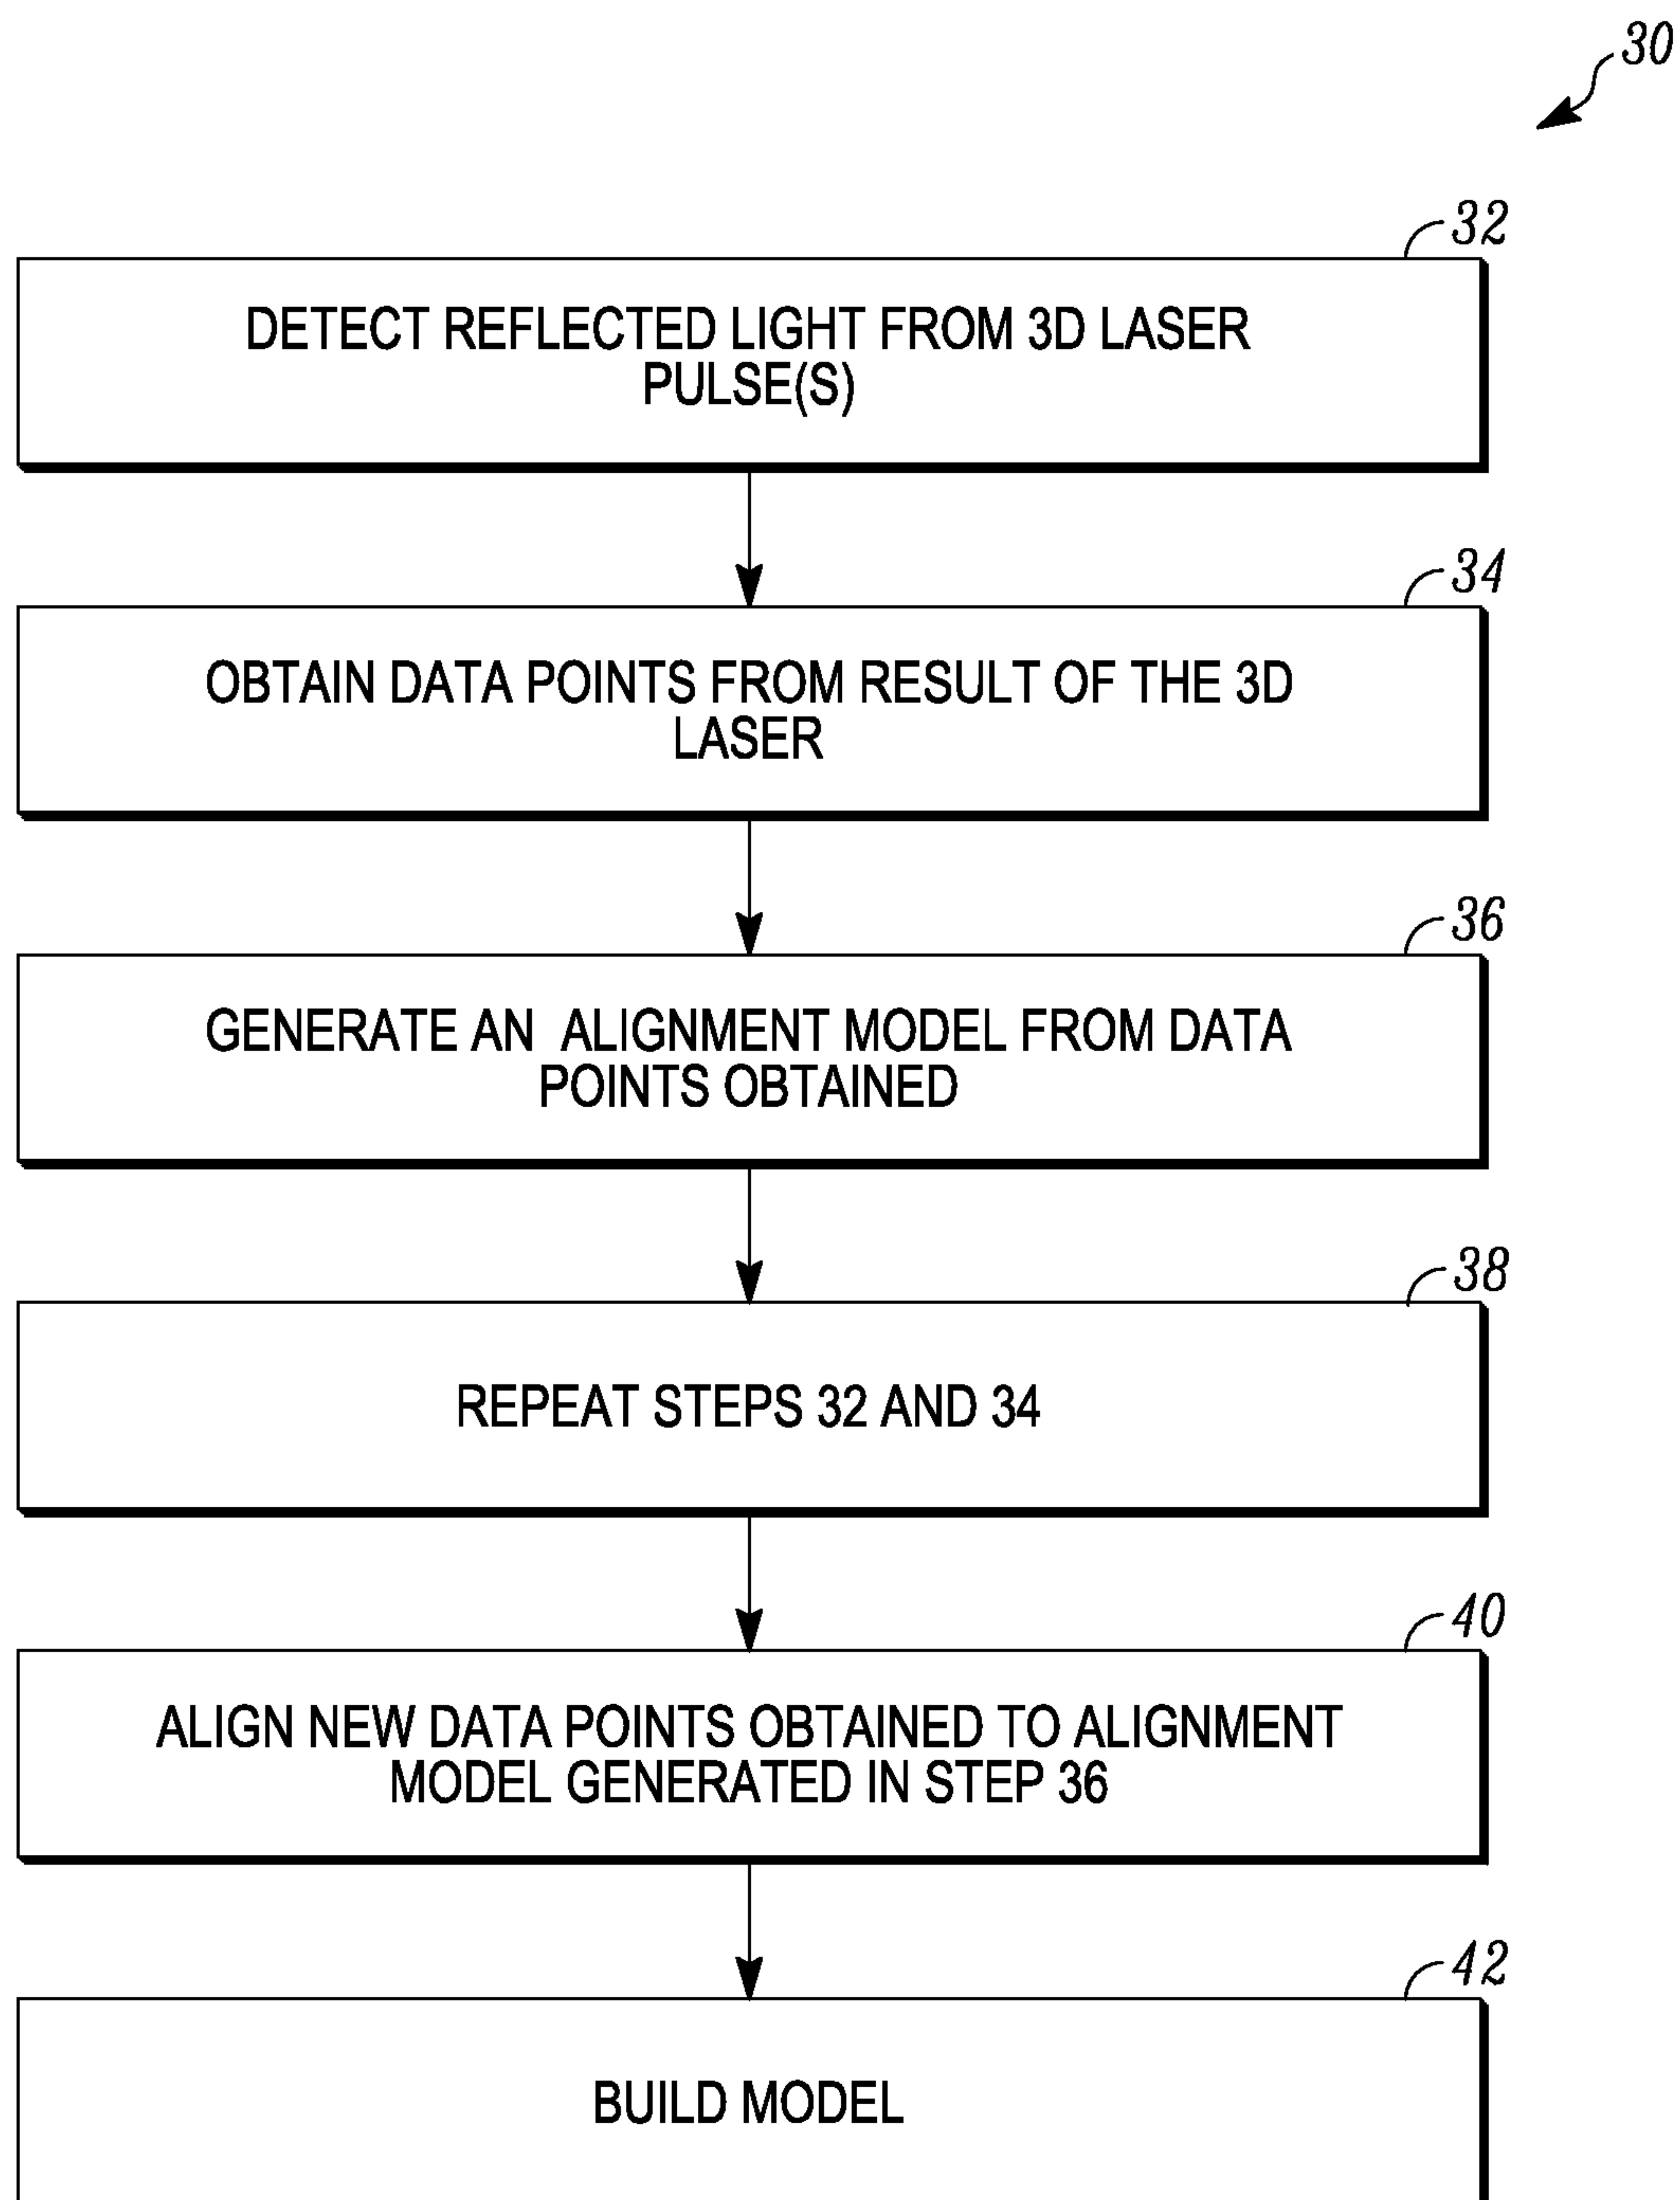 30
32
DETECT REFLECTED LIGHT FROM 3D LASER
PULSE(S)
34
OBTAIN DATA POINTS FROM RESULT OF THE 3D
LASER
36
GENERATE AN ALIGNMENT MODEL FROM DATA
POINTS OBTAINED
38
REPEAT STEPS 32 AND 34
40
ALIGN NEW DATA POINTS OBTAINED TO ALIGNMENT
MODEL GENERATED IN STEP 36
42
BUILD MODEL